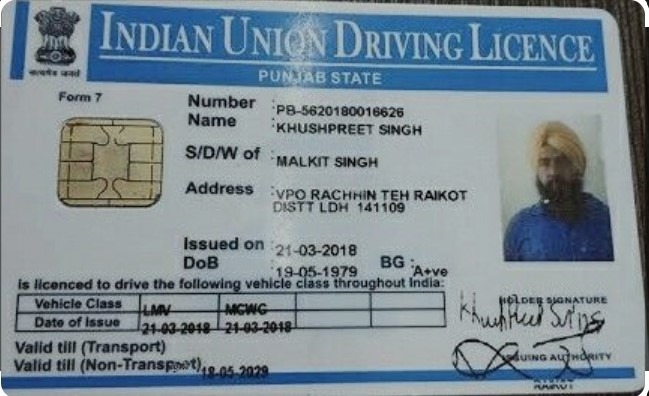 INDIAN UNION DRIVING LICENCE
PUNJAB STATE
सत्यमेव जयते
Form 7
Number : PB-5620180016626
Name : KHUSHPREET SINGH
S/D/W of : MALKIT SINGH
Address : VPO RACHHIN TEH RAIKOT
DISTT LDH 141109
Issued on : 21-03-2018
DoB : 19-05-1979 BG : A+ve
is licenced to drive the following vehicle class throughout India:
Vehicle Class LMV MCWG
Date of Issue 21-03-2018 21-03-2018
HOLDER SIGNATURE
Valid till (Transport)
Valid till (Non-Transport) 18-05-2029
ISSUING AUTHORITY
RAIKOT